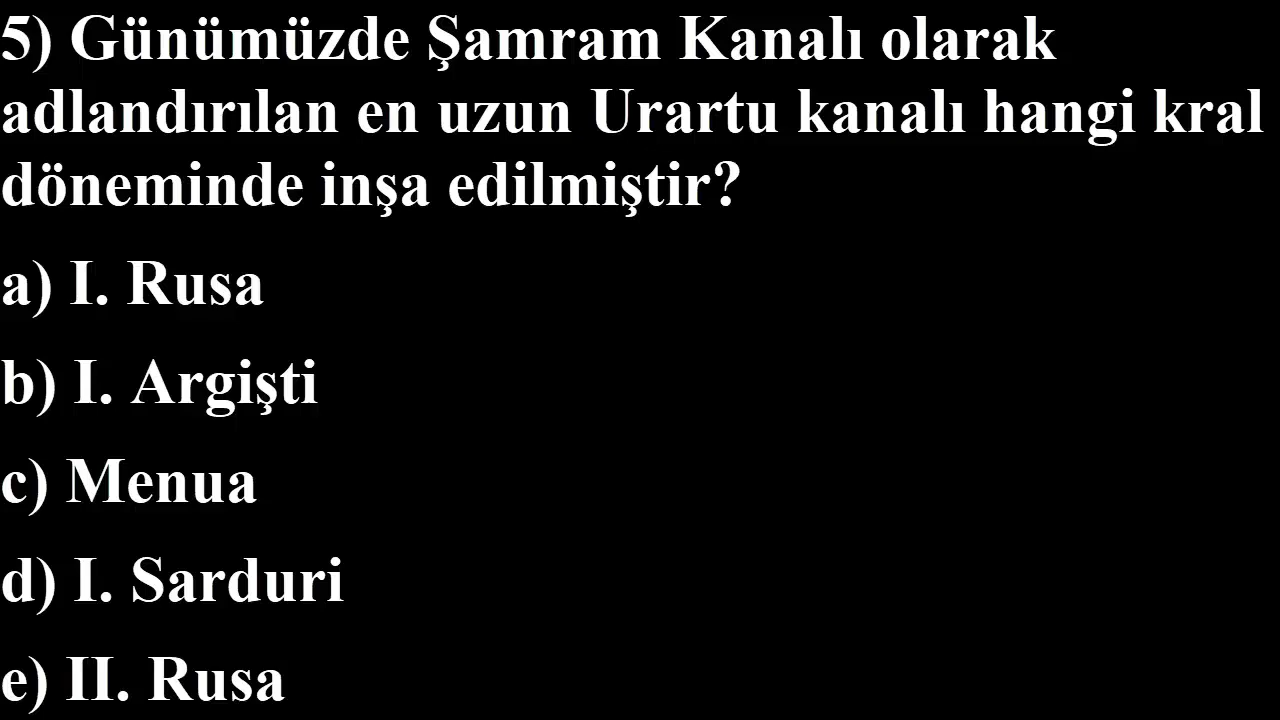 5) Günümüzde Şamram Kanalı olarak
adlandırılan en uzun Urartu kanalı hangi kral
döneminde inşa edilmiştir?
a) I. Rusa
b) I. Argişti
c) Menua
d) I. Sarduri
e) II. Rusa